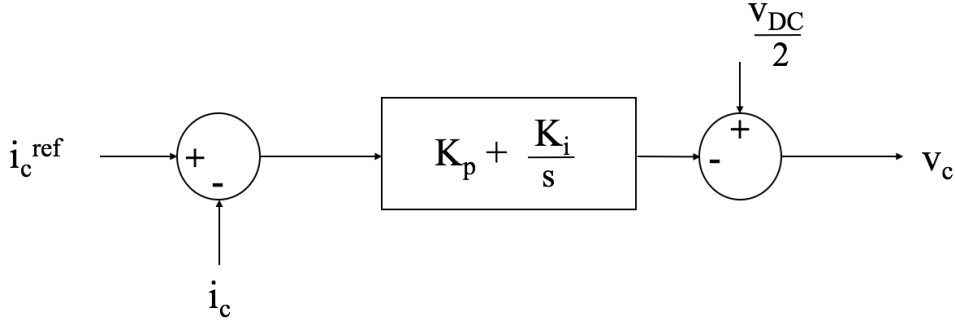 v_DC
2
i_c^ref
+
-
K_p + K_i
s
-
+
v_c
i_c